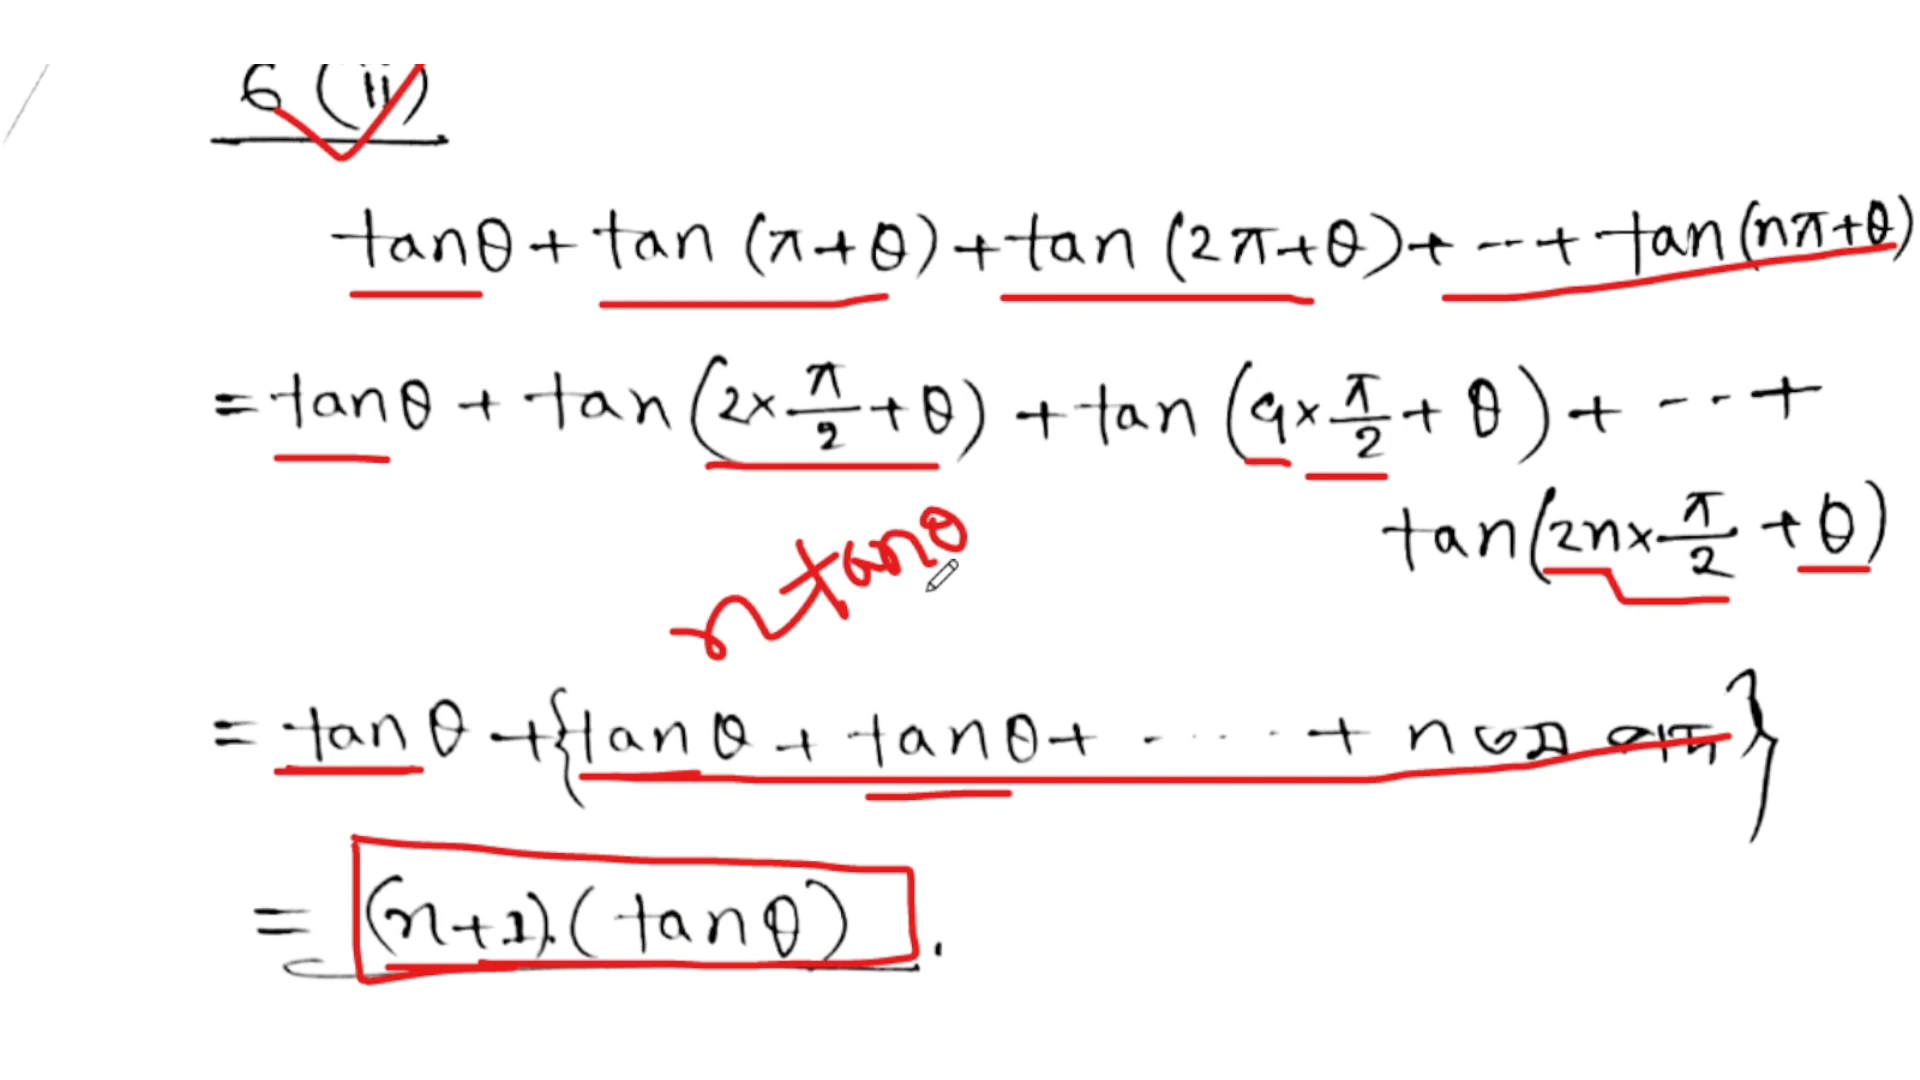 6 (ii)
tanθ + tan (π+θ) + tan (2π+θ) + --- + tan (nπ+θ)
= tanθ + tan (2× π/2 + θ) + tan (4× π/2 + θ) + --- +
tan (2n× π/2 + θ)
n tanθ
= tanθ + {tanθ + tanθ + ...... + n তম পদ}
= (n+1).(tanθ).